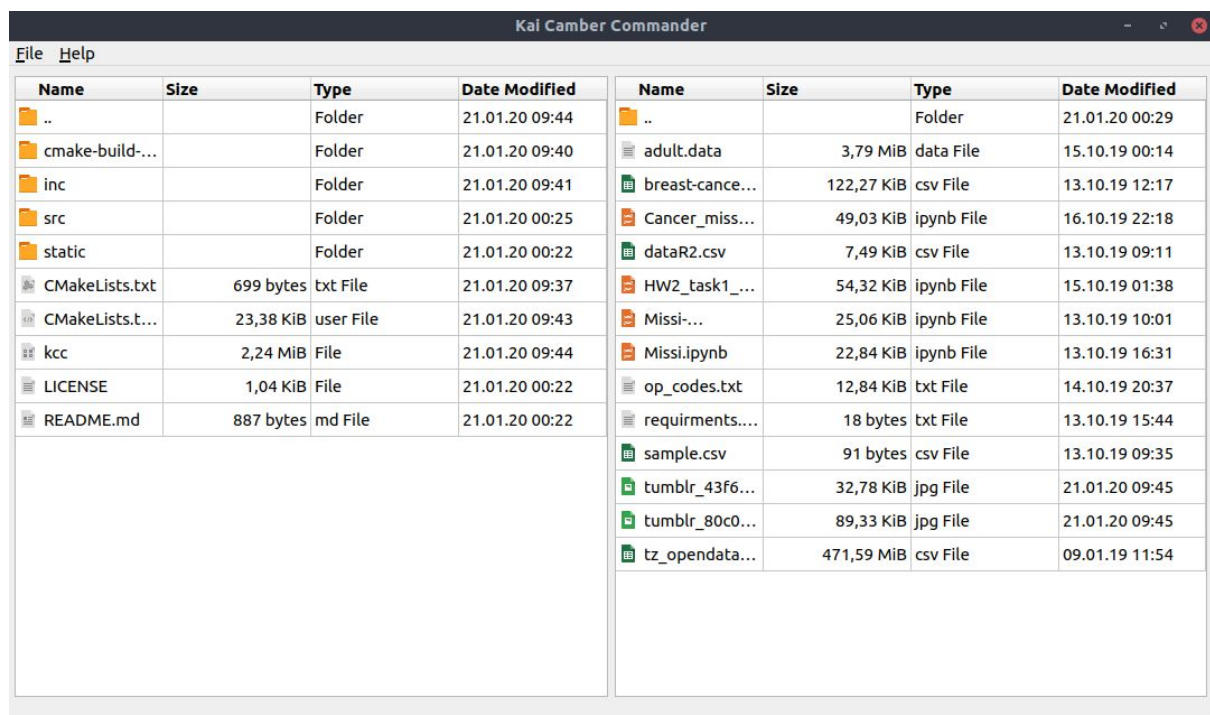 Kai Camber Commander
File Help
Name Size Type Date Modified
.. Folder 21.01.20 09:44
cmake-build-... Folder 21.01.20 09:40
inc Folder 21.01.20 09:41
src Folder 21.01.20 00:25
static Folder 21.01.20 00:22
CMakeLists.txt 699 bytes txt File 21.01.20 09:37
CMakeLists.t... 23,38 KiB user File 21.01.20 09:43
kcc 2,24 MiB File 21.01.20 09:44
LICENSE 1,04 KiB File 21.01.20 00:22
README.md 887 bytes md File 21.01.20 00:22
Name Size Type Date Modified
.. Folder 21.01.20 00:29
adult.data 3,79 MiB data File 15.10.19 00:14
breast-cance... 122,27 KiB csv File 13.10.19 12:17
Cancer_miss... 49,03 KiB ipynb File 16.10.19 22:18
dataR2.csv 7,49 KiB csv File 13.10.19 09:11
HW2_task1_... 54,32 KiB ipynb File 15.10.19 01:38
Missi-... 25,06 KiB ipynb File 13.10.19 10:01
Missi.ipynb 22,84 KiB ipynb File 13.10.19 16:31
op_codes.txt 12,84 KiB txt File 14.10.19 20:37
requirments.... 18 bytes txt File 13.10.19 15:44
sample.csv 91 bytes csv File 13.10.19 09:35
tumblr_43f6... 32,78 KiB jpg File 21.01.20 09:45
tumblr_80c0... 89,33 KiB jpg File 21.01.20 09:45
tz_opendata... 471,59 MiB csv File 09.01.19 11:54